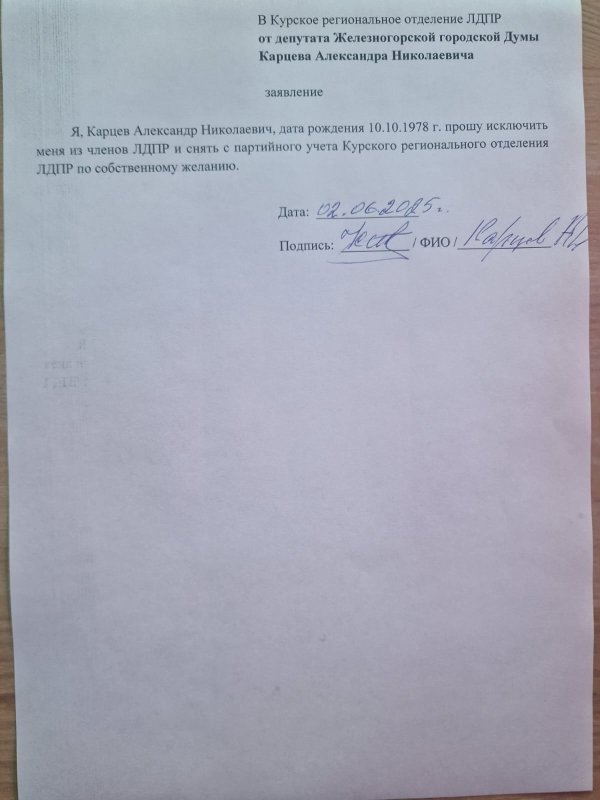 В Курское региональное отделение ЛДПР
от депутата Железногорской городской Думы
Карцева Александра Николаевича
заявление
Я, Карцев Александр Николаевич, дата рождения 10.10.1978 г. прошу исключить
меня из членов ЛДПР и снять с партийного учета Курского регионального отделения
ЛДПР по собственному желанию.
Дата: 02.06.2025г.
Подпись: / ФИО / Карцев